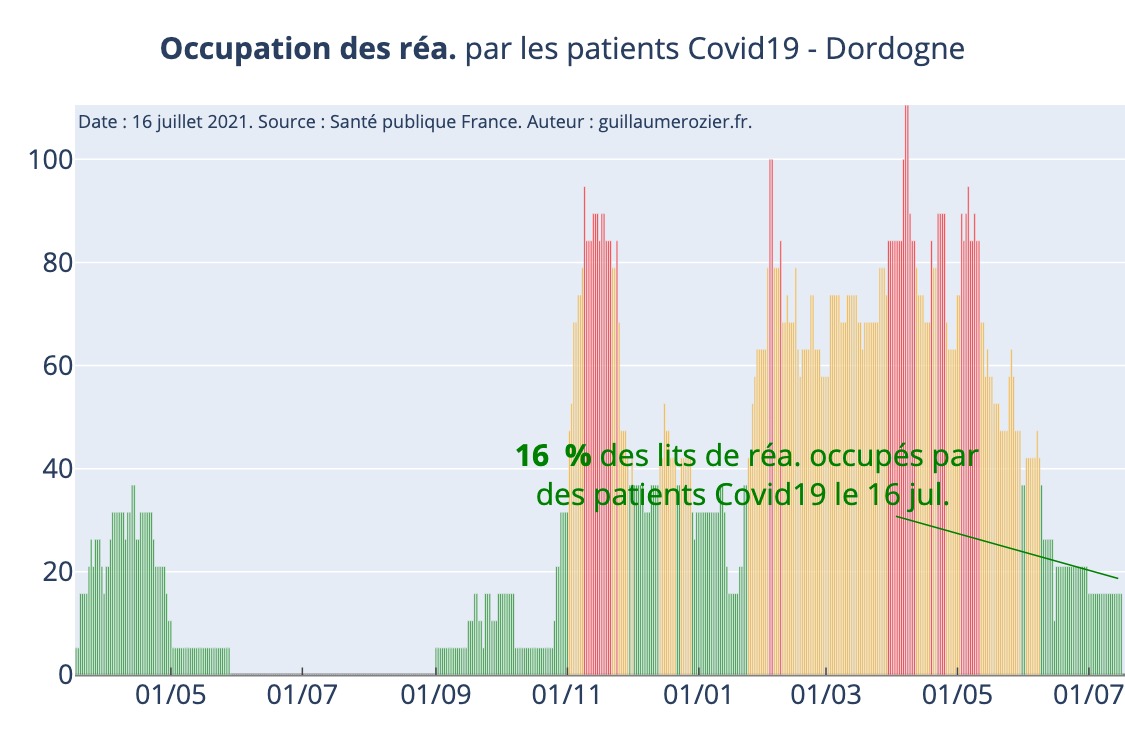 Occupation des réa. par les patients Covid19 - Dordogne
Date : 16 juillet 2021. Source : Santé publique France. Auteur : guillaumerozier.fr.
100
80
60
40
20
0
16 % des lits de réa. occupés par
des patients Covid19 le 16 jul.
01/05 01/07 01/09 01/11 01/01 01/03 01/05 01/07